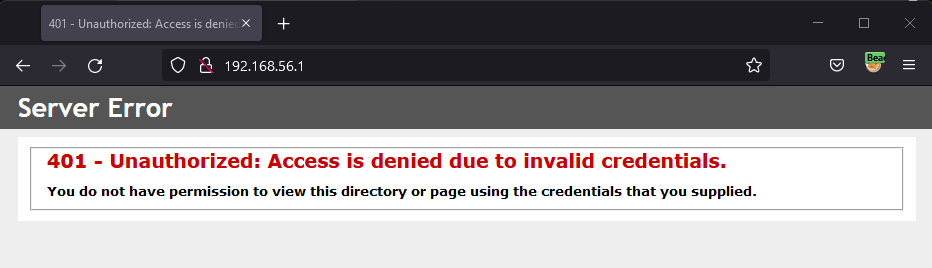 401 - Unauthorized: Access is denie
192.168.56.1
Server Error
401 - Unauthorized: Access is denied due to invalid credentials.
You do not have permission to view this directory or page using the credentials that you supplied.